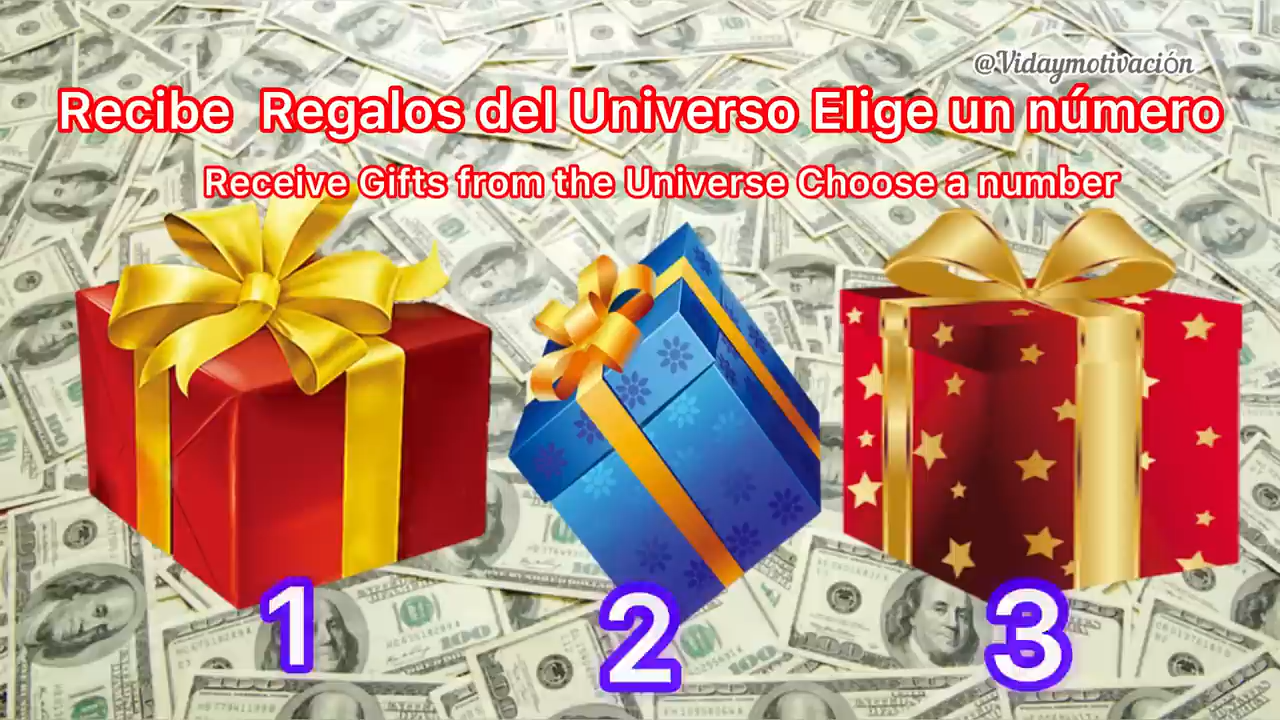 @Vidaymotivación
Recibe Regalos del Universo Elige un número
Receive Gifts from the Universe Choose a number
1
2
3